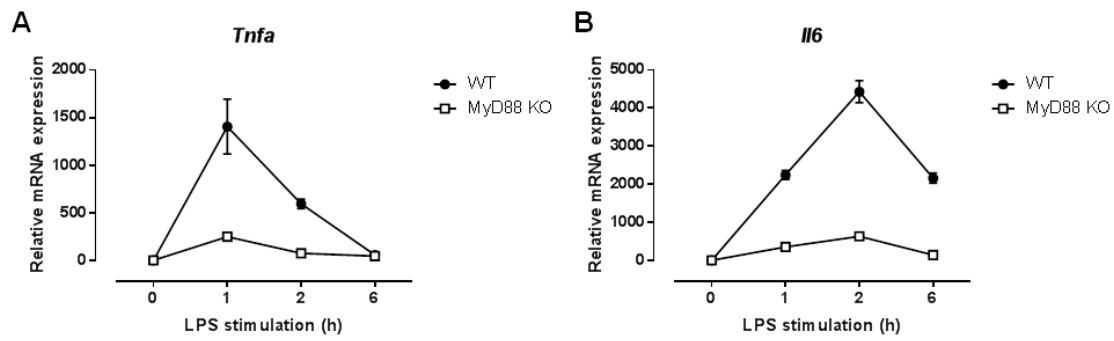 A
Tnfa
Relative mRNA expression
2000
1500
1000
500
0
0 1 2 6
LPS stimulation (h)
WT
MyD88 KO
B
Il6
Relative mRNA expression
5000
4000
3000
2000
1000
0
0 1 2 6
LPS stimulation (h)
WT
MyD88 KO